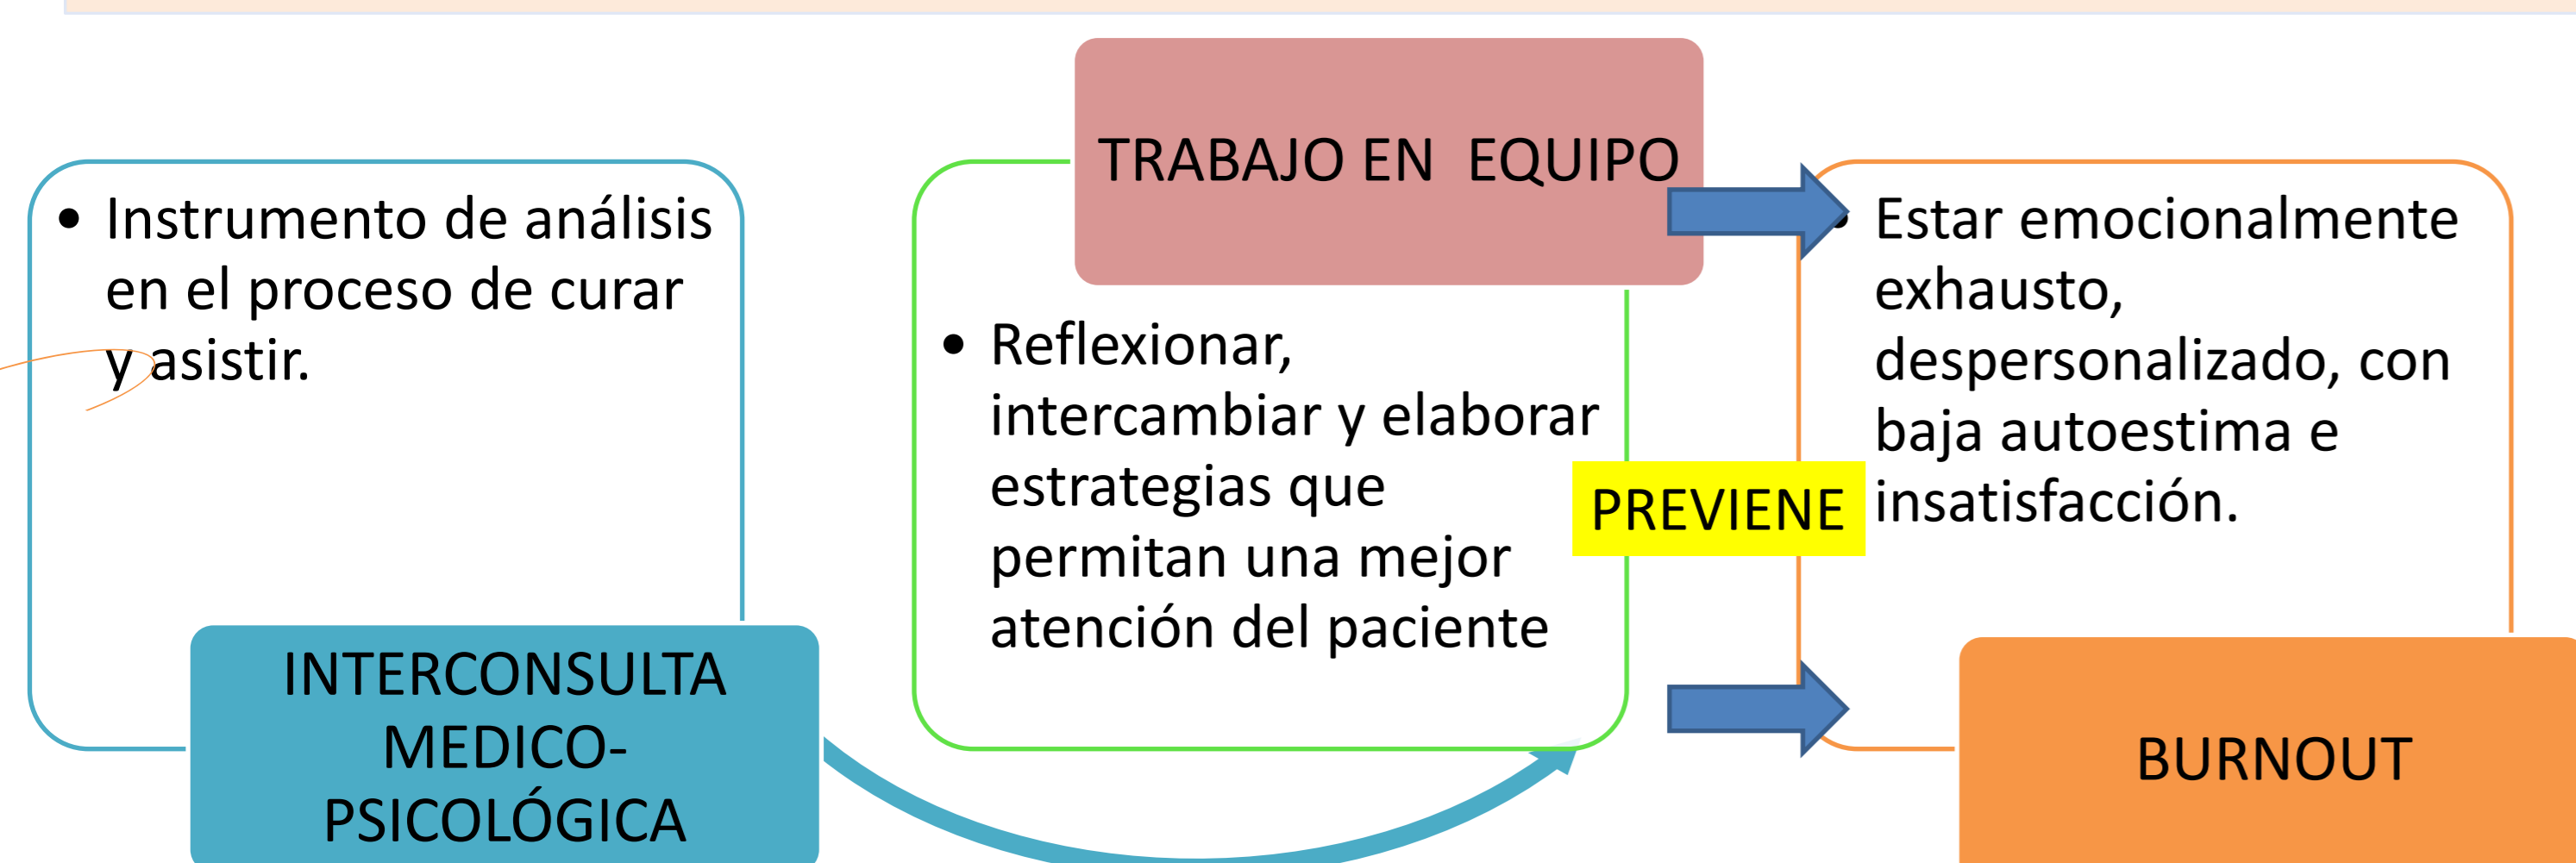 • Instrumento de análisis
en el proceso de curar
y asistir.
INTERCONSULTA
MEDICO-
PSICOLÓGICA
TRABAJO EN EQUIPO
• Reflexionar,
intercambiar y elaborar
estrategias que
permitan una mejor
atención del paciente
PREVIENE
• Estar emocionalmente
exhausto,
despersonalizado, con
baja autoestima e
insatisfacción.
BURNOUT